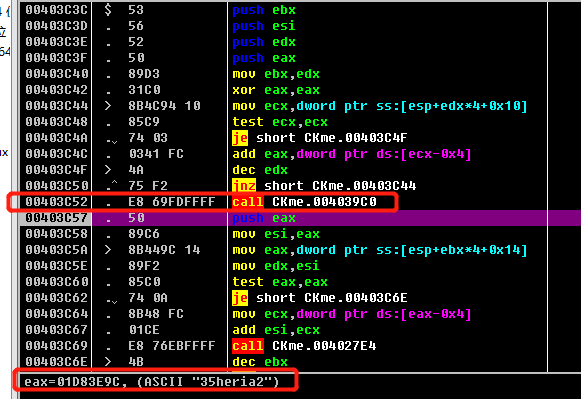 00403C3C $ 53 push ebx
00403C3D . 56 push esi
00403C3E . 52 push edx
00403C3F . 50 push eax
00403C40 . 89D3 mov ebx,edx
00403C42 . 31C0 xor eax,eax
00403C44 > 8B4C94 10 mov ecx,dword ptr ss:[esp+edx*4+0x10]
00403C48 . 85C9 test ecx,ecx
00403C4A . 74 03 je short CKme.00403C4F
00403C4C . 0341 FC add eax,dword ptr ds:[ecx-0x4]
00403C4F > 4A dec edx
00403C50 .^ 75 F2 jnz short CKme.00403C44
00403C52 . E8 69FDFFFF call CKme.004039C0
00403C57 . 50 push eax
00403C58 . 89C6 mov esi,eax
00403C5A > 8B449C 14 mov eax,dword ptr ss:[esp+ebx*4+0x14]
00403C5E . 89F2 mov edx,esi
00403C60 . 85C0 test eax,eax
00403C62 . 74 0A je short CKme.00403C6E
00403C64 . 8B48 FC mov ecx,dword ptr ds:[eax-0x4]
00403C67 . 01CE add esi,ecx
00403C69 . E8 76EBFFFF call CKme.004027E4
00403C6E > 4B dec ebx
eax=01D83E9C, (ASCII "35heria2")